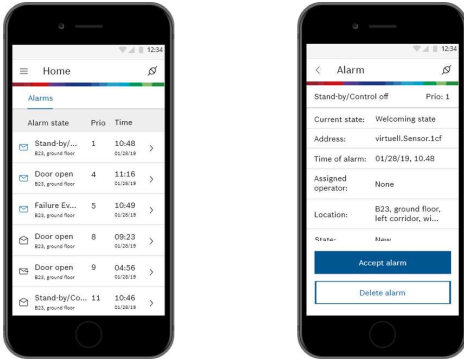 12:34
Home
Alarms
Alarm state Prio Time
Stand-by/... 1 10:48
B23, ground floor 01/28/19
Door open 4 11:16
B23, ground floor 01/28/19
Failure Ev... 5 10:49
B23, ground floor 01/28/19
Door open 8 09:23
B23, ground floor 01/28/19
Door open 9 04:56
B23, ground floor 01/28/19
Stand-by/Co... 11 10:46
B23, ground floor 01/28/19
12:34
Alarm
Stand-by/Control off Prio: 1
Current state: Welcoming state
Address: virtuell.Sensor.1cf
Time of alarm: 01/28/19, 10.48
Assigned
operator: None
Location: B23, ground floor,
left corridor, wi...
State: New
Accept alarm
Delete alarm